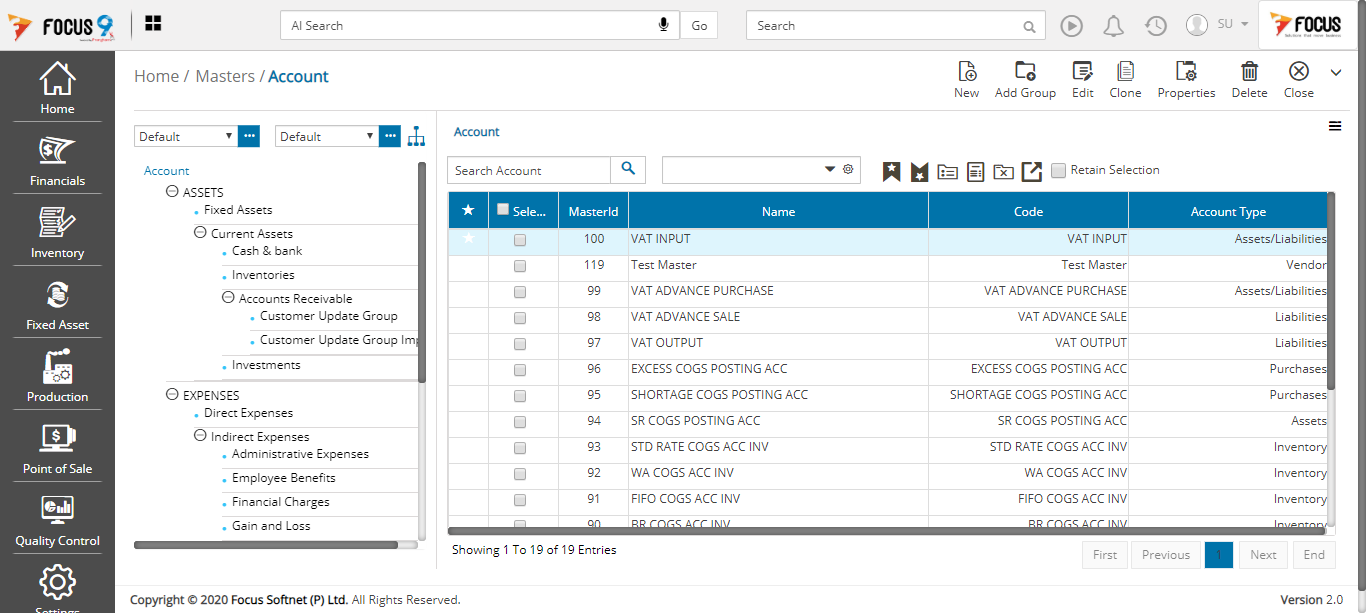 FOCUS 9
AI Search
Go
Search
SU
FOCUS
Home
Financials
Inventory
Fixed Asset
Production
Point of Sale
Quality Control
Settings
Home / Masters / Account
New
Add Group
Edit
Clone
Properties
Delete
Close
Default
Default
Account
ASSETS
Fixed Assets
Current Assets
Cash & bank
Inventories
Accounts Receivable
Customer Update Group
Customer Update Group Imp
Investments
EXPENSES
Direct Expenses
Indirect Expenses
Administrative Expenses
Employee Benefits
Financial Charges
Gain and Loss
Account
Search Account
Retain Selection
Sele... MasterId Name Code Account Type
100 VAT INPUT VAT INPUT Assets/Liabilities
119 Test Master Test Master Vendor
99 VAT ADVANCE PURCHASE VAT ADVANCE PURCHASE Assets/Liabilities
98 VAT ADVANCE SALE VAT ADVANCE SALE Liabilities
97 VAT OUTPUT VAT OUTPUT Liabilities
96 EXCESS COGS POSTING ACC EXCESS COGS POSTING ACC Purchases
95 SHORTAGE COGS POSTING ACC SHORTAGE COGS POSTING ACC Purchases
94 SR COGS POSTING ACC SR COGS POSTING ACC Assets
93 STD RATE COGS ACC INV STD RATE COGS ACC INV Inventory
92 WA COGS ACC INV WA COGS ACC INV Inventory
91 FIFO COGS ACC INV FIFO COGS ACC INV Inventory
90 BR COGS ACC INV BR COGS ACC INV Inventory
Showing 1 To 19 of 19 Entries
First Previous 1 Next End
Copyright © 2020 Focus Softnet (P) Ltd. All Rights Reserved.
Version 2.0